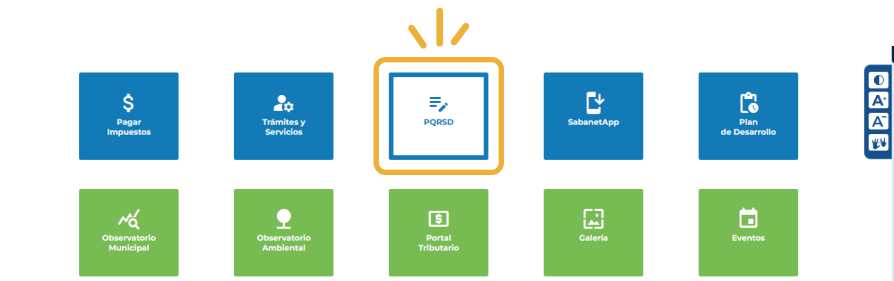 Pagar
Impuestos
Trámites y
Servicios
PQRSD
SabanetApp
Plan
de Desarrollo
Observatorio
Municipal
Observatorio
Ambiental
Portal
Tributario
Galería
Eventos
A+
A-